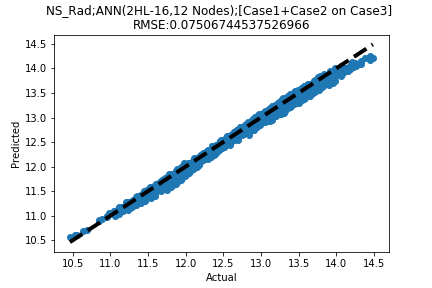 NS_Rad;ANN(2HL-16,12 Nodes);[Case1+Case2 on Case3]
RMSE:0.07506744537526966
14.5
14.0
13.5
13.0
12.5
12.0
11.5
11.0
10.5
Predicted
10.5 11.0 11.5 12.0 12.5 13.0 13.5 14.0 14.5
Actual